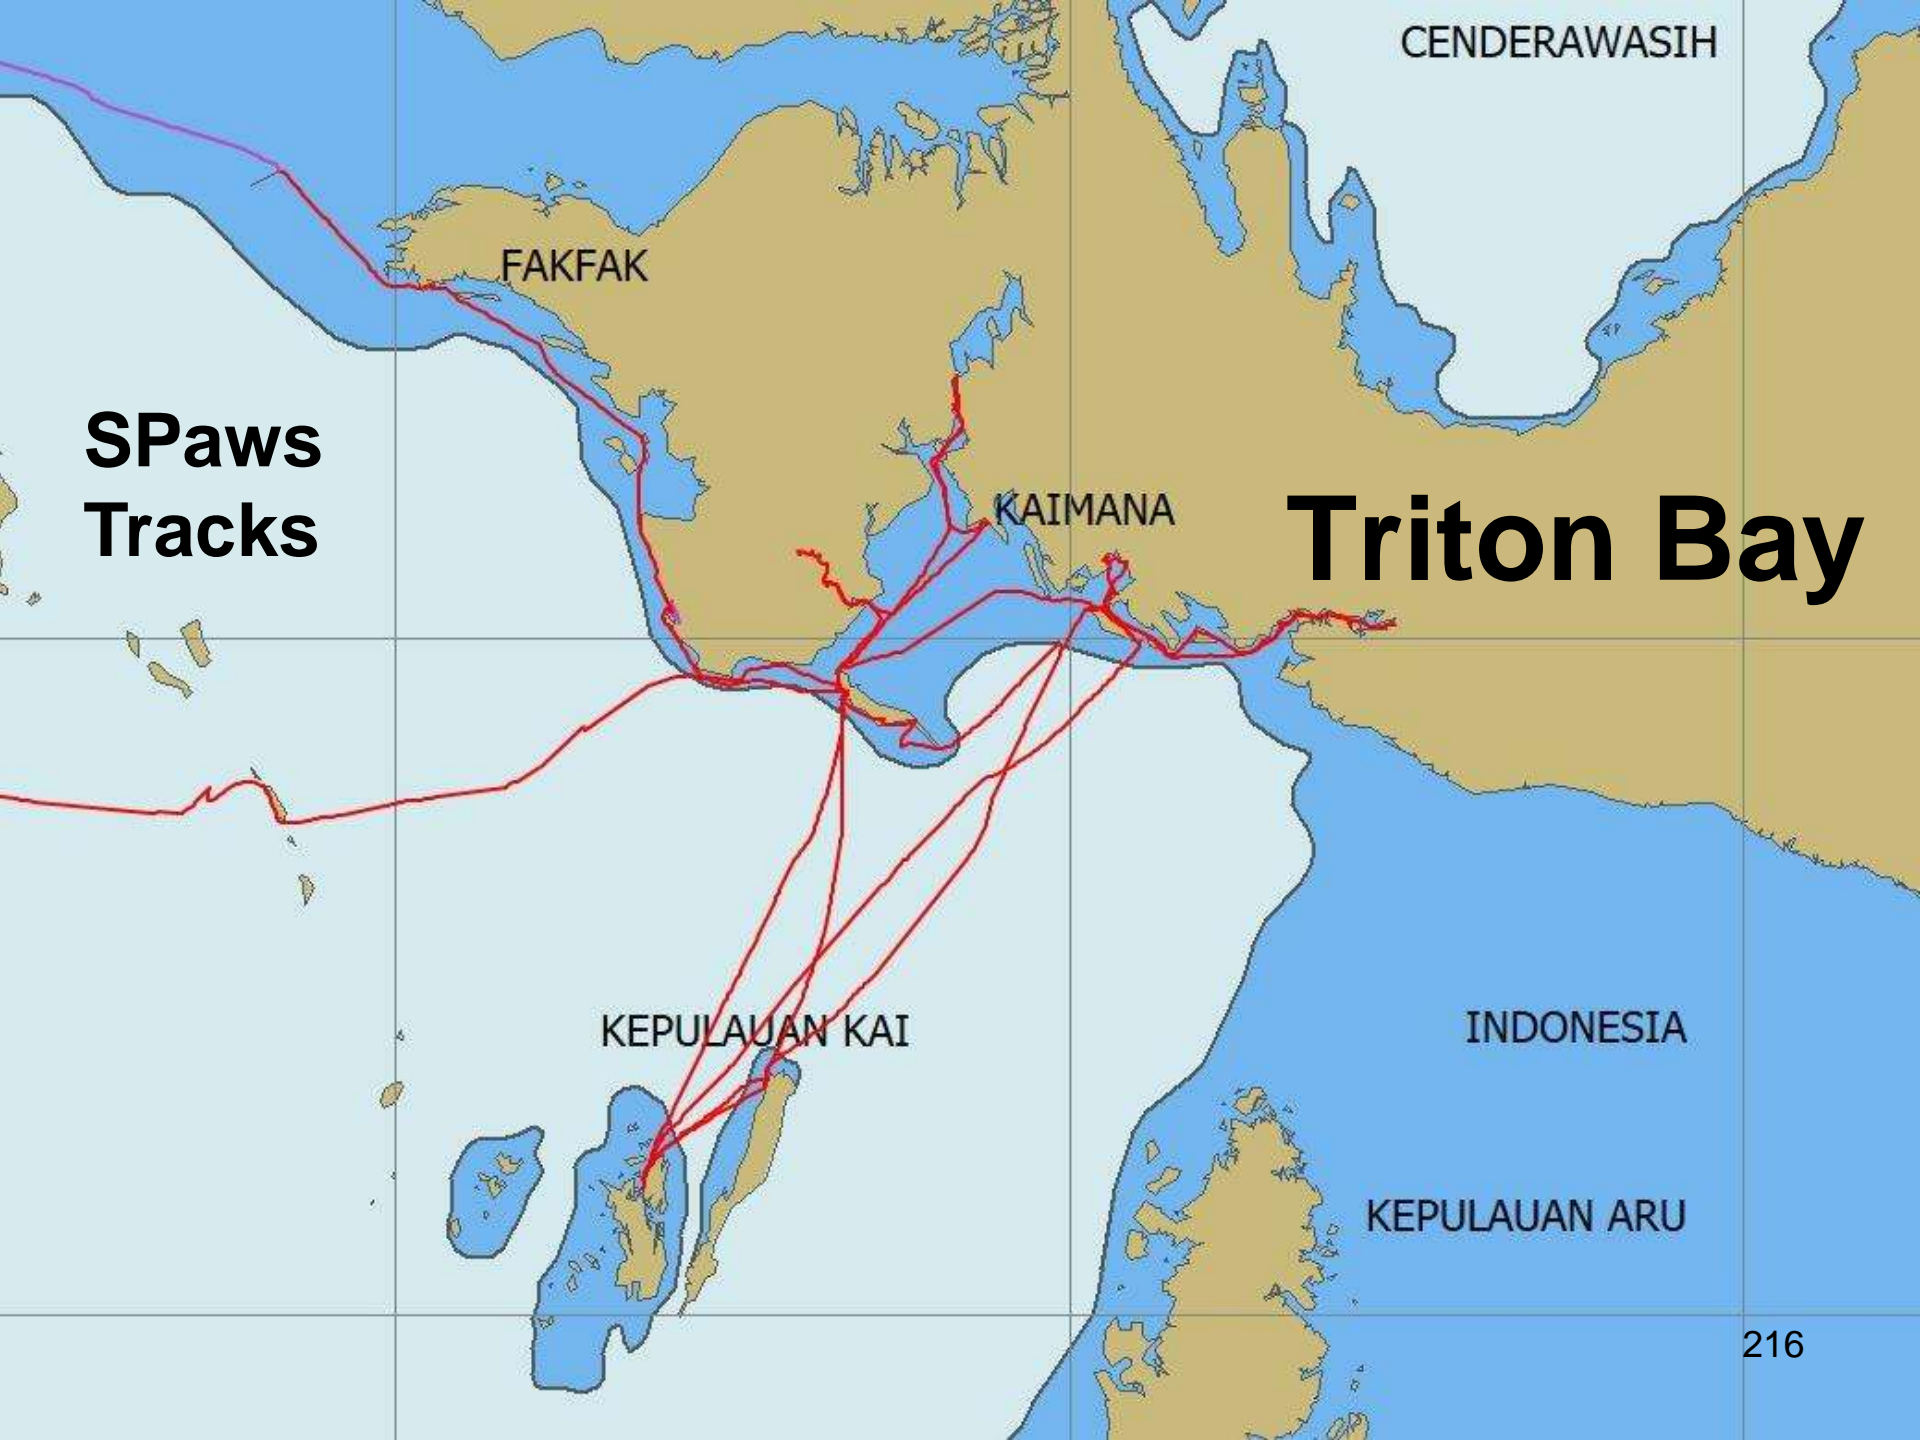 CENDERAWASIH
FAKFAK
SPaws
Tracks
KAIMANA
Triton Bay
KEPULAUAN KAI
INDONESIA
KEPULAUAN ARU
216